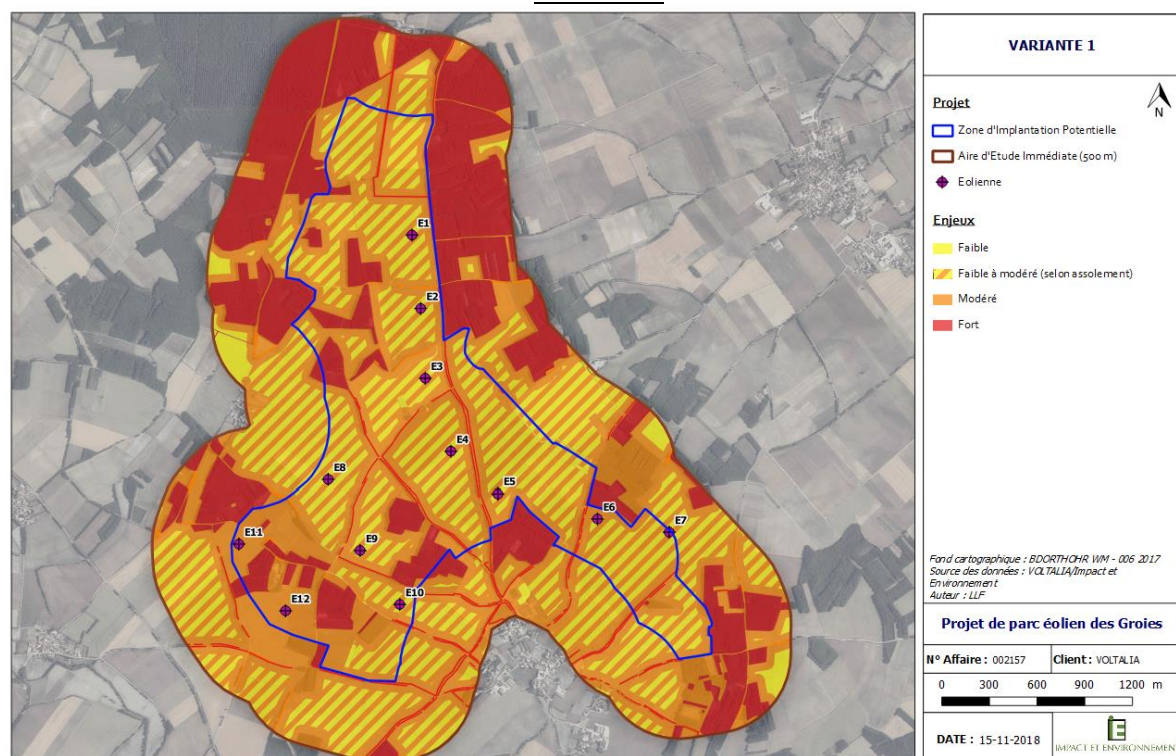 VARIANTE 1
Projet
N
Zone d'Implantation Potentielle
Aire d'Etude Immédiate (500 m)
Eolienne
Enjeux
Faible
Faible à modéré (selon assolement)
Modéré
Fort
E1
E2
E3
E4
E5
E6
E7
E8
E9
E10
E11
E12
Fond cartographique : BDORTHOHR WM - 006 2017
Source des données : VOLTALIA/Impact et
Environnement
Auteur : LLF
Projet de parc éolien des Groies
N° Affaire : 002157 Client : VOLTALIA
0 300 600 900 1200 m
DATE : 15-11-2018
IMPACT ET ENVIRONNEMENT